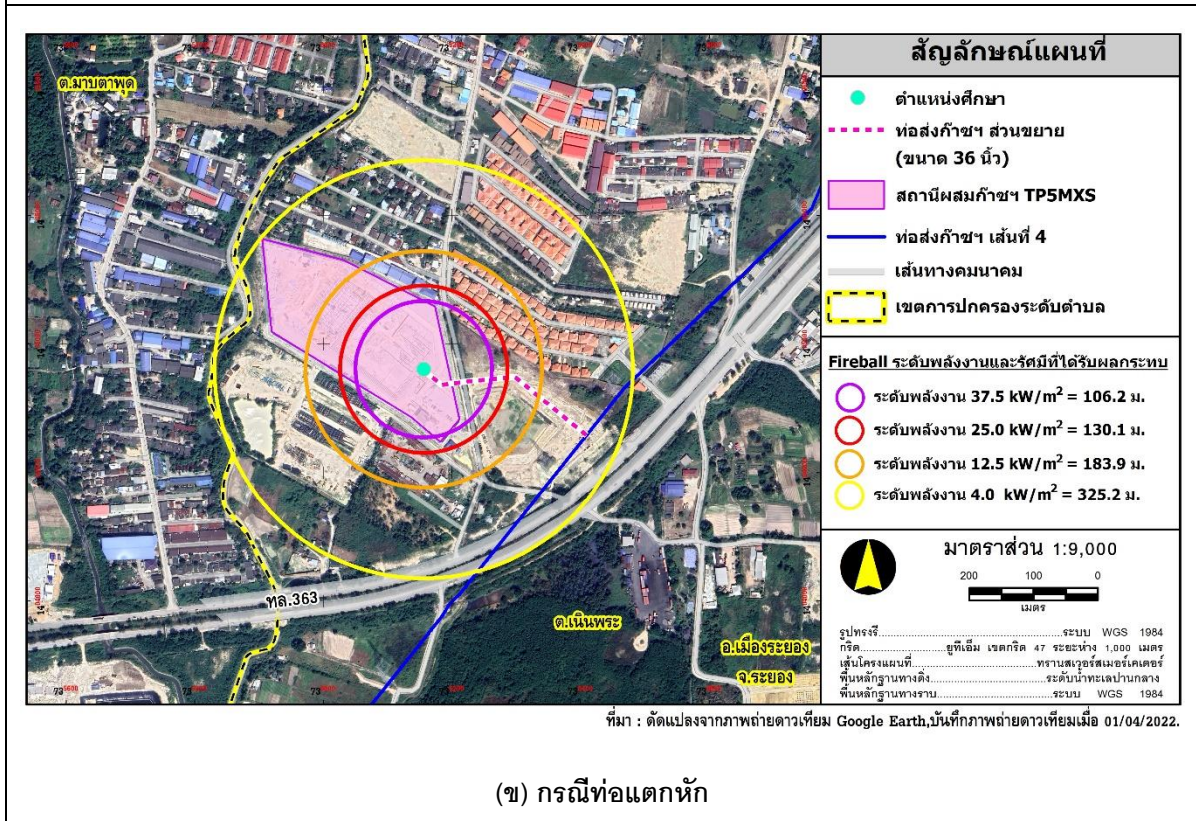 ต.มาบตาพุด
ทล.363
ต.เนินพระ
อ.เมืองระยอง
จ.ระยอง
สัญลักษณ์แผนที่
ตำแหน่งศึกษา
ท่อส่งก๊าซฯ ส่วนขยาย
(ขนาด 36 นิ้ว)
สถานีผสมก๊าซฯ TP5MXS
ท่อส่งก๊าซฯ เส้นที่ 4
เส้นทางคมนาคม
เขตการปกครองระดับตำบล
Fireball ระดับพลังงานและรัศมีที่ได้รับผลกระทบ
ระดับพลังงาน 37.5 kW/m² = 106.2 ม.
ระดับพลังงาน 25.0 kW/m² = 130.1 ม.
ระดับพลังงาน 12.5 kW/m² = 183.9 ม.
ระดับพลังงาน 4.0 kW/m² = 325.2 ม.
มาตราส่วน 1:9,000
200 100 0
เมตร
รูปทรงรี...ระบบ WGS 1984
กริด...ยูทีเอ็ม เขตกริด 47 ระยะห่าง 1,000 เมตร
เส้นโครงแผนที่...ทรานสเวอร์สเมอร์เคเตอร์
พื้นหลักฐานทางดิ่ง...ระดับน้ำทะเลปานกลาง
พื้นหลักฐานทางราบ...ระบบ WGS 1984
ที่มา : ดัดแปลงจากภาพถ่ายดาวเทียม Google Earth,บันทึกภาพถ่ายดาวเทียมเมื่อ 01/04/2022.
(ข) กรณีท่อแตกหัก